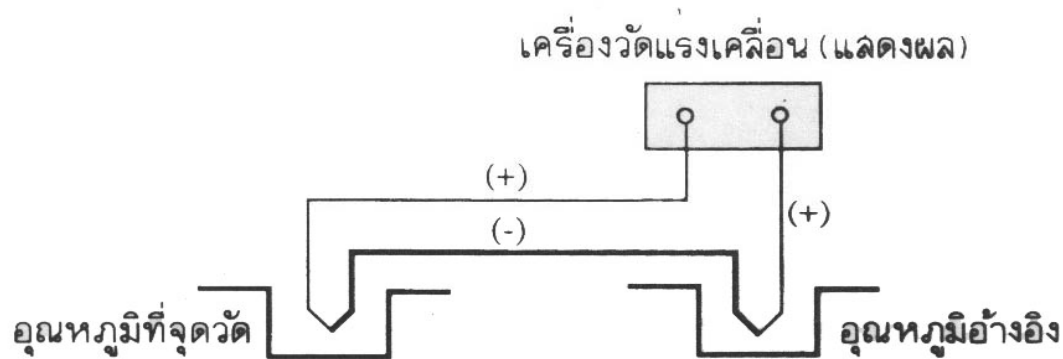 เครื่องวัดแรงเคลื่อน (แสดงผล)
(+)
(-)
(+)
อุณหภูมิที่จุดวัด
อุณหภูมิอ้างอิง